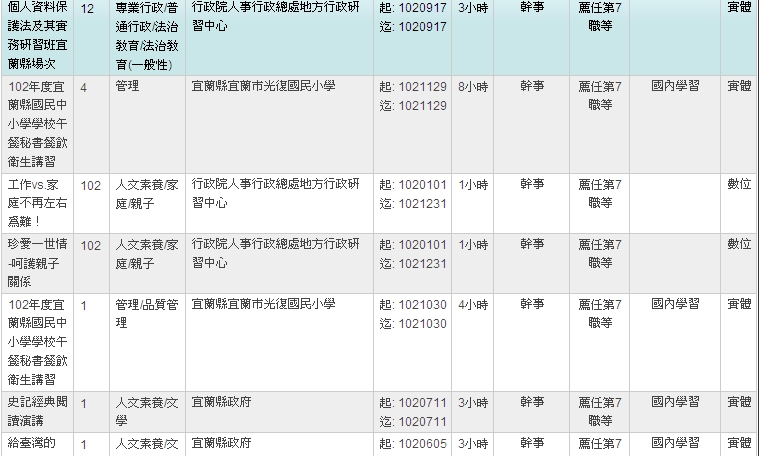 個人資料保 12 專業行政/普 行政院人事行政總處地方行政研 起: 1020917 3小時 幹事 薦任第7 實體
護法及其實 通行政/法治 習中心 迄: 1020917 職等
務研習班宜 教育/法治教
蘭縣場次 育(一般性)
102年度宜 4 管理 宜蘭縣宜蘭市光復國民小學 起: 1021129 8小時 幹事 薦任第7 國內學習 實體
蘭縣國民中 迄: 1021129 職等
小學學校午
餐秘書餐飲
衛生講習
工作vs.家 102 人文素養/家 行政院人事行政總處地方行政研 起: 1020101 1小時 幹事 薦任第7 數位
庭不再左右 庭/親子 習中心 迄: 1021231 職等
為難！
珍愛一世情 102 人文素養/家 行政院人事行政總處地方行政研 起: 1020101 1小時 幹事 薦任第7 數位
-呵護親子 庭/親子 習中心 迄: 1021231 職等
關係
102年度宜 1 管理/品質管 宜蘭縣宜蘭市光復國民小學 起: 1021030 4小時 幹事 薦任第7 國內學習 實體
蘭縣國民中 理 迄: 1021030 職等
小學學校午
餐秘書餐飲
衛生講習
史記經典閱 1 人文素養/文 宜蘭縣政府 起: 1020711 3小時 幹事 薦任第7 國內學習 實體
讀演講 學 迄: 1020711 職等
給臺灣的 1 人文素養/文 宜蘭縣政府 起: 1020605 3小時 幹事 薦任第7 國內學習 實體